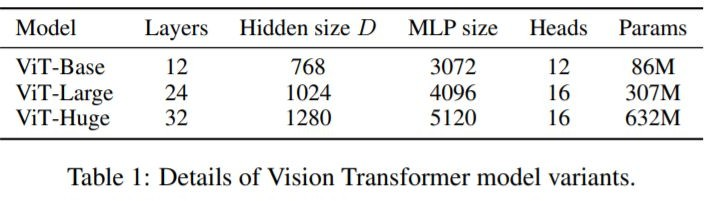 Model Layers Hidden size D MLP size Heads Params
ViT-Base 12 768 3072 12 86M
ViT-Large 24 1024 4096 16 307M
ViT-Huge 32 1280 5120 16 632M
Table 1: Details of Vision Transformer model variants.